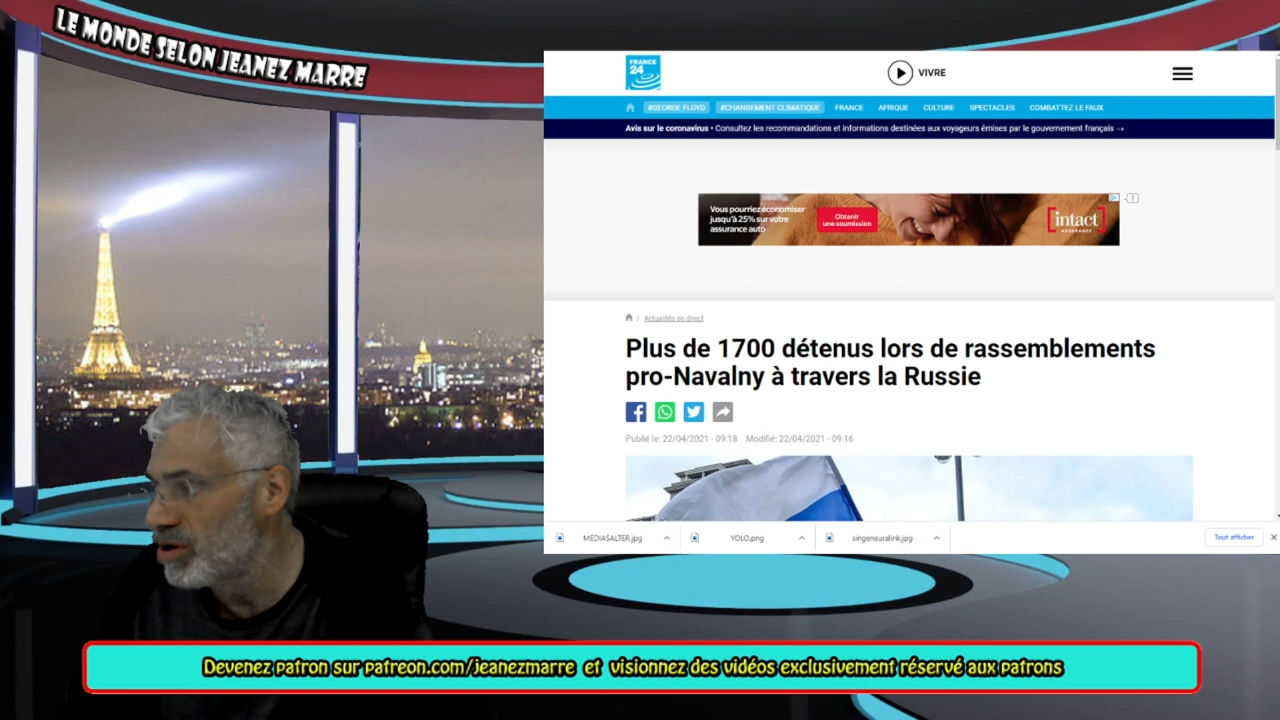 LE MONDE SELON JEANEZ MARRE
FRANCE
24
VIVRE
#GEORGE FLOYD #CHANGEMENT CLIMATIQUE FRANCE AFRIQUE CULTURE SPECTACLES COMBATTEZ LE FAUX
Avis sur le coronavirus • Consultez les recommandations et informations destinées aux voyageurs émises par le gouvernement français →
Vous pourriez économiser
jusqu'à 25% sur votre
assurance auto
Obtenir
une soumission
[intact]
ASSURANCE
/ Actualités en direct
Plus de 1700 détenus lors de rassemblements
pro-Navalny à travers la Russie
Publié le: 22/04/2021 - 09:18 Modifié: 22/04/2021 - 09:16
MEDIASALTER.jpg YOLO.png singeneuralink.jpg Tout afficher
Devenez patron sur patreon.com/jeanezmarre et visionnez des vidéos exclusivement réservé aux patrons